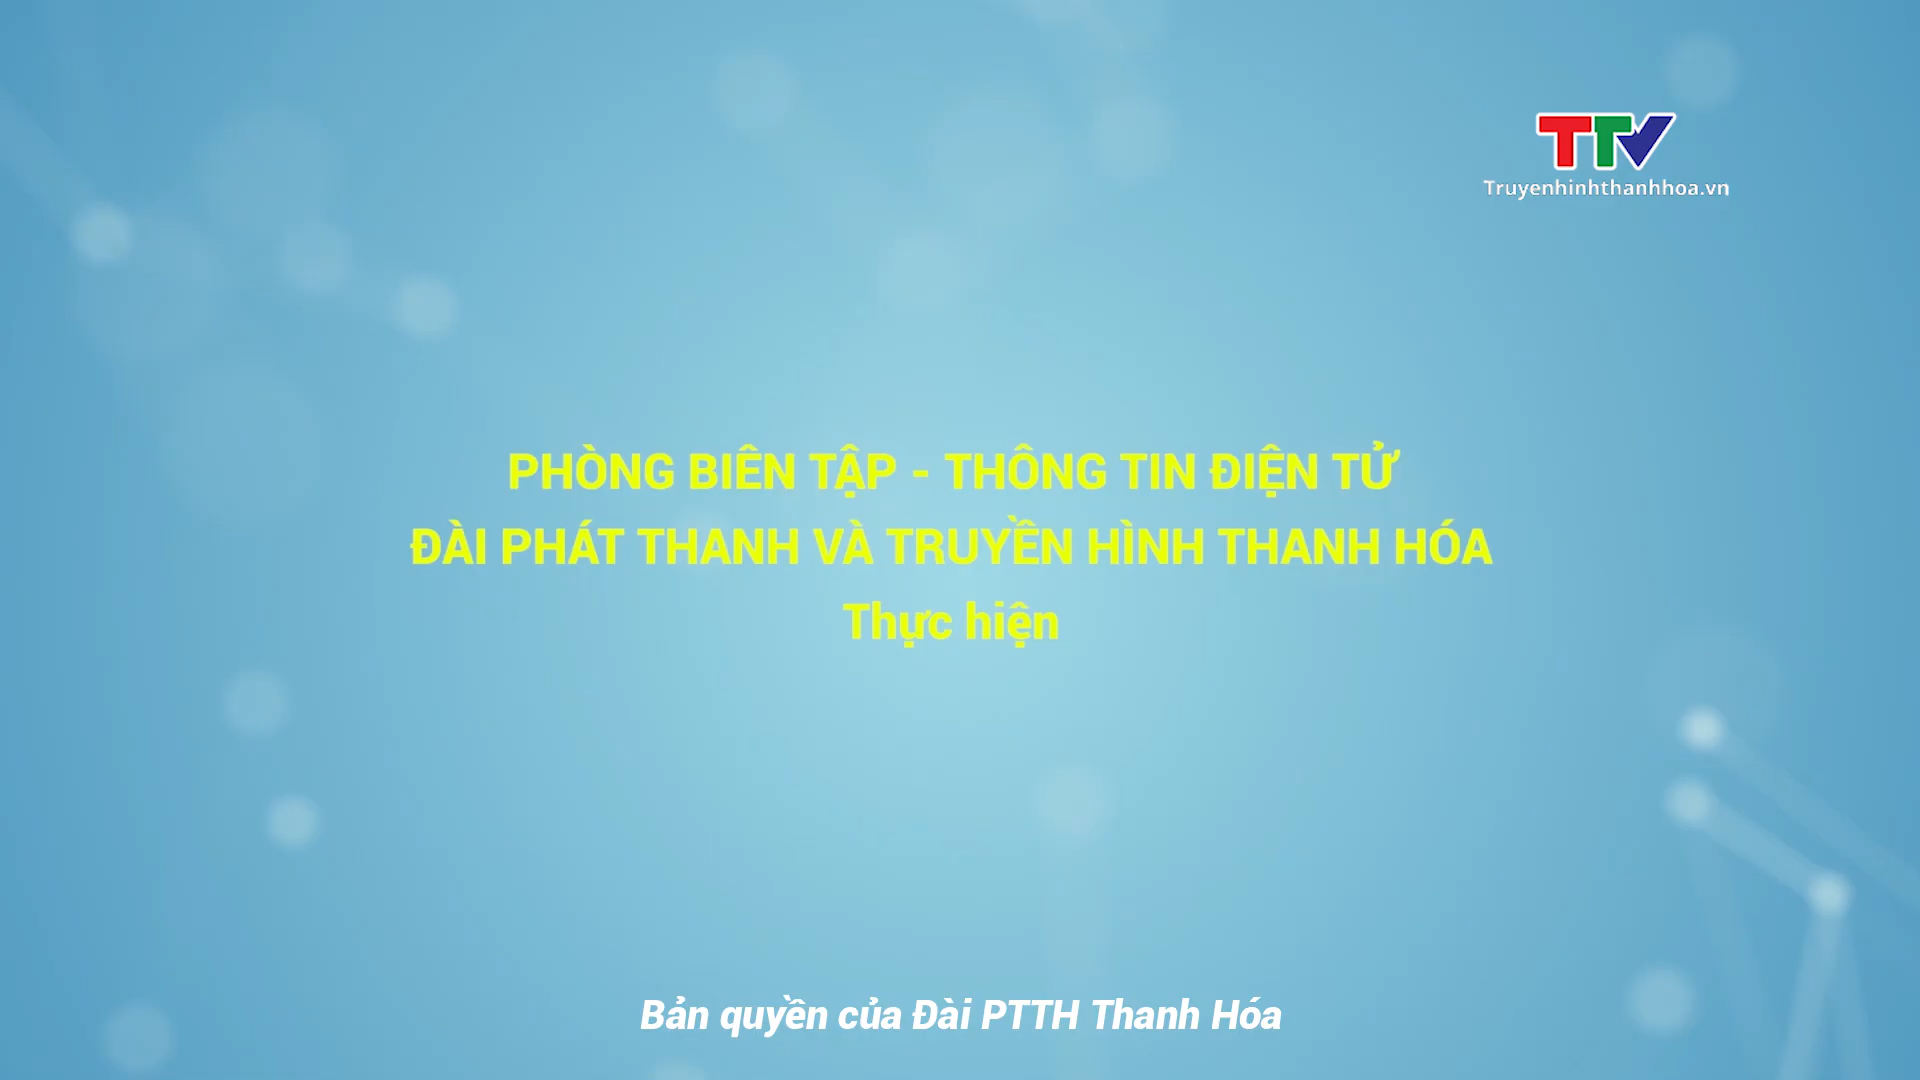 TTV
Truyenhinhthanhhoa.vn
PHÒNG BIÊN TẬP - THÔNG TIN ĐIỆN TỬ
ĐÀI PHÁT THANH VÀ TRUYỀN HÌNH THANH HÓA
Thực hiện
Bản quyền của Đài PTTH Thanh Hóa